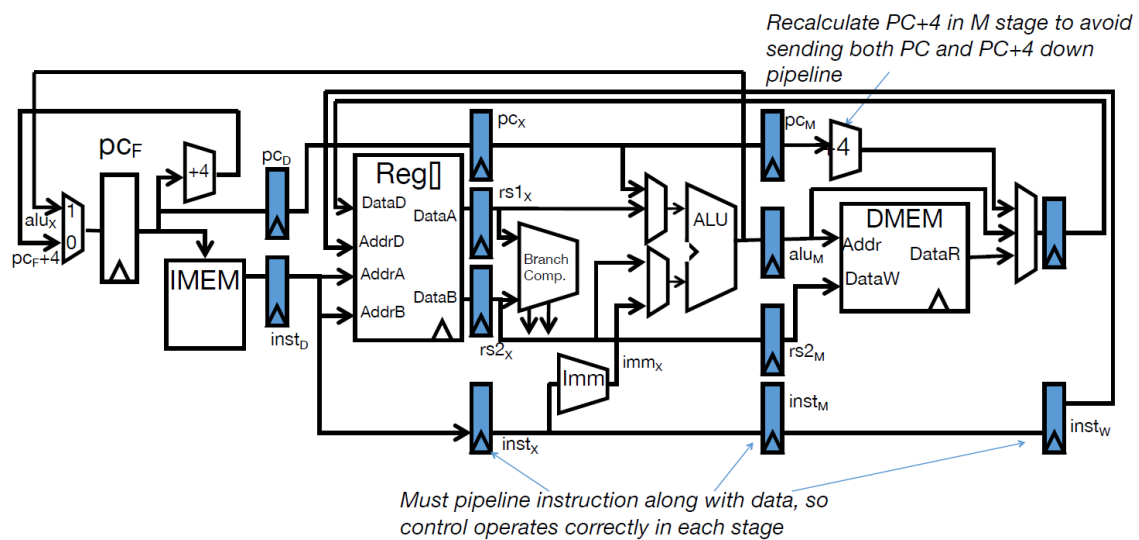 Recalculate PC+4 in M stage to avoid
sending both PC and PC+4 down
pipeline
pcF
+4
pcD
pcX
pcM
+4
Reg[]
DataD
DataA
AddrD
AddrA
DataB
AddrB
rs1X
Branch
Comp.
ALU
aluX
1
0
pcF+4
IMEM
instD
rs2X
Imm
immX
aluM
DMEM
Addr
DataR
DataW
rs2M
instX
instM
instW
Must pipeline instruction along with data, so
control operates correctly in each stage